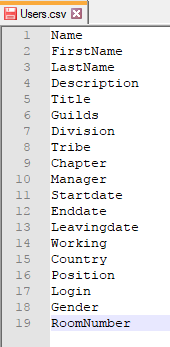 Users.csv
1 Name
2 FirstName
3 LastName
4 Description
5 Title
6 Guilds
7 Division
8 Tribe
9 Chapter
10 Manager
11 Startdate
12 Enddate
13 Leavingdate
14 Working
15 Country
16 Position
17 Login
18 Gender
19 RoomNumber